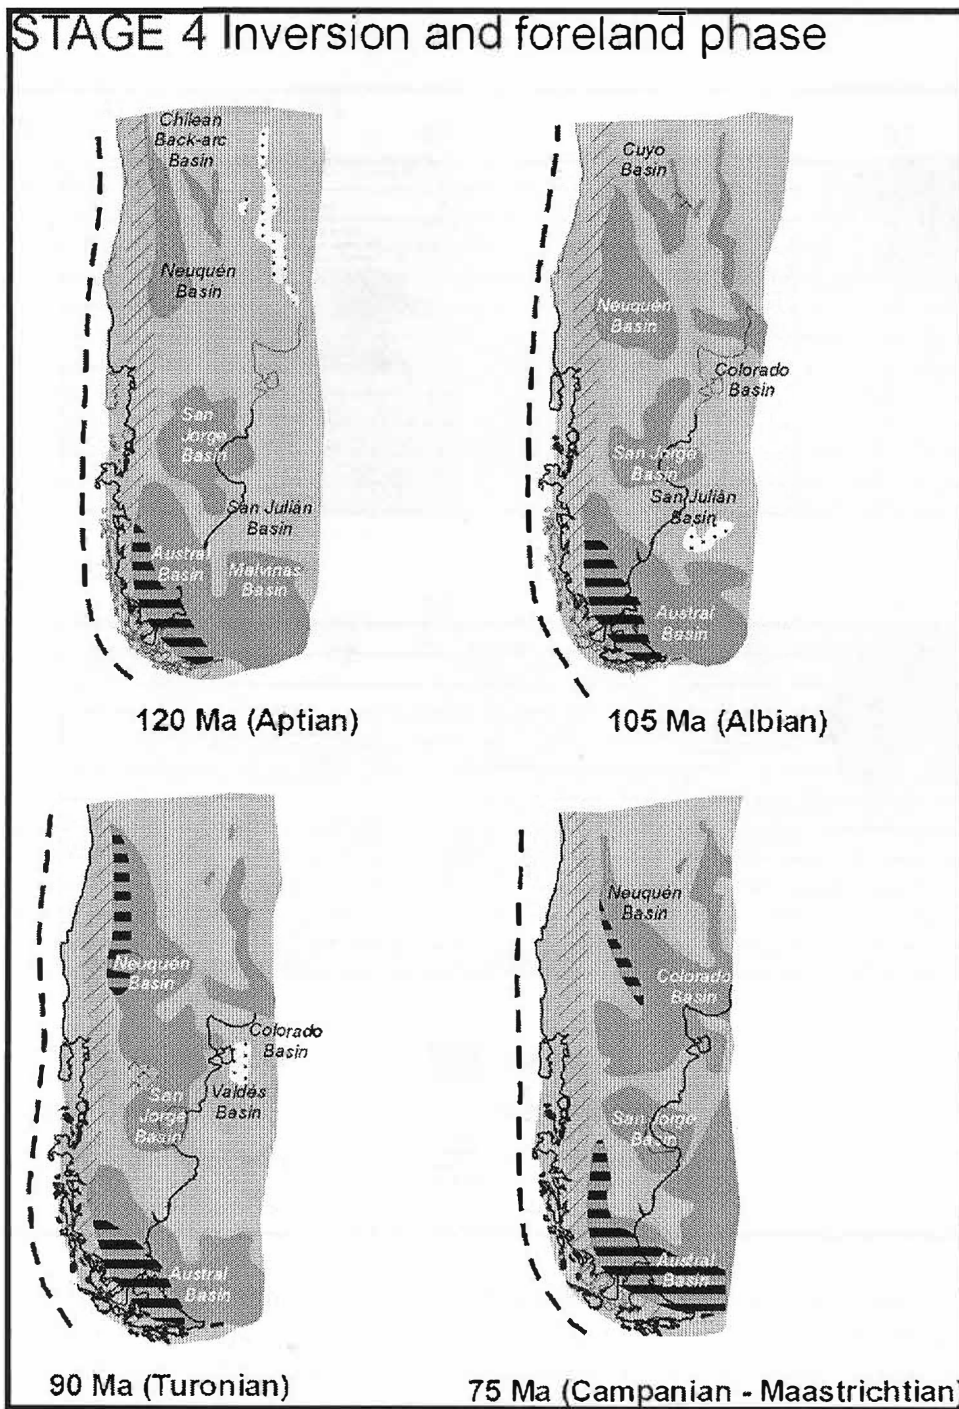 STAGE 4 Inversion and foreland phase
Chilean
Back-arc
Basin
Neuquén
Basin
San
Jorge
Basin
San Julián
Basin
Austral
Basin
Malvinas
Basin
120 Ma (Aptian)
Cuyo
Basin
Neuquén
Basin
Colorado
Basin
San Jorge
Basin
San Julián
Basin
Austral
Basin
105 Ma (Albian)
Neuquén
Basin
Colorado
Basin
Valdés
Basin
San
Jorge
Basin
Austral
Basin
90 Ma (Turonian)
Neuquén
Basin
Colorado
Basin
San Jorge
Basin
Austral
Basin
75 Ma (Campanian - Maastrichtian)